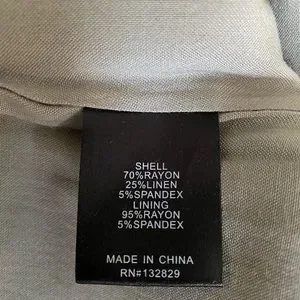 SHELL
70%RAYON
25%LINEN
5%SPANDEX
LINING
95%RAYON
5%SPANDEX
MADE IN CHINA
RN#132829